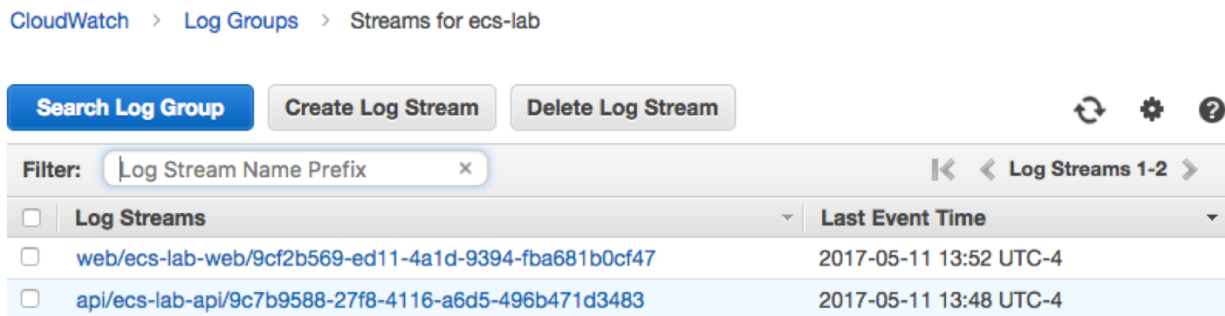 CloudWatch > Log Groups > Streams for ecs-lab
Search Log Group Create Log Stream Delete Log Stream
Filter: Log Stream Name Prefix × Log Streams 1-2
Log Streams Last Event Time
web/ecs-lab-web/9cf2b569-ed11-4a1d-9394-fba681b0cf47 2017-05-11 13:52 UTC-4
api/ecs-lab-api/9c7b9588-27f8-4116-a6d5-496b471d3483 2017-05-11 13:48 UTC-4